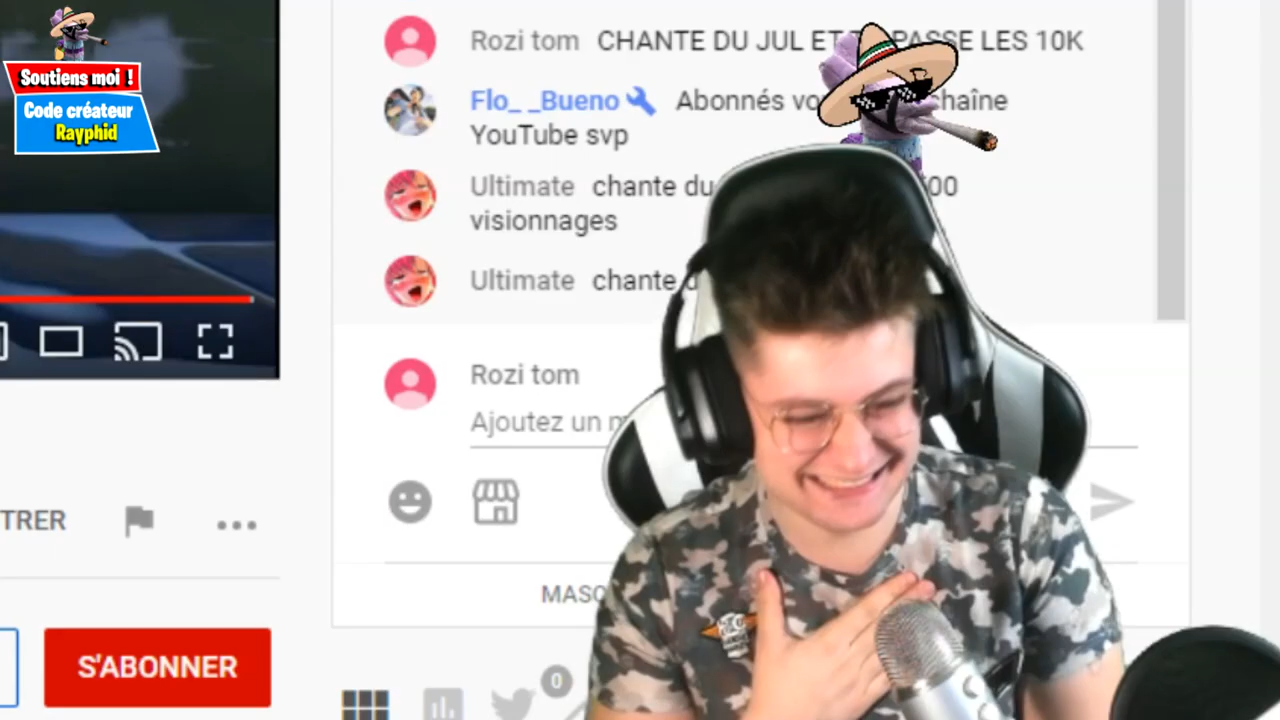 Soutiens moi !
Code créateur
Rayphid
Rozi tom CHANTE DU JUL ET PASSE LES 10K
Flo_ _Bueno Abonnés vo chaîne
YouTube svp
Ultimate chante du 00
visionnages
Ultimate chante d
Rozi tom
Ajoutez un m
TRER
MASQ
S'ABONNER
0